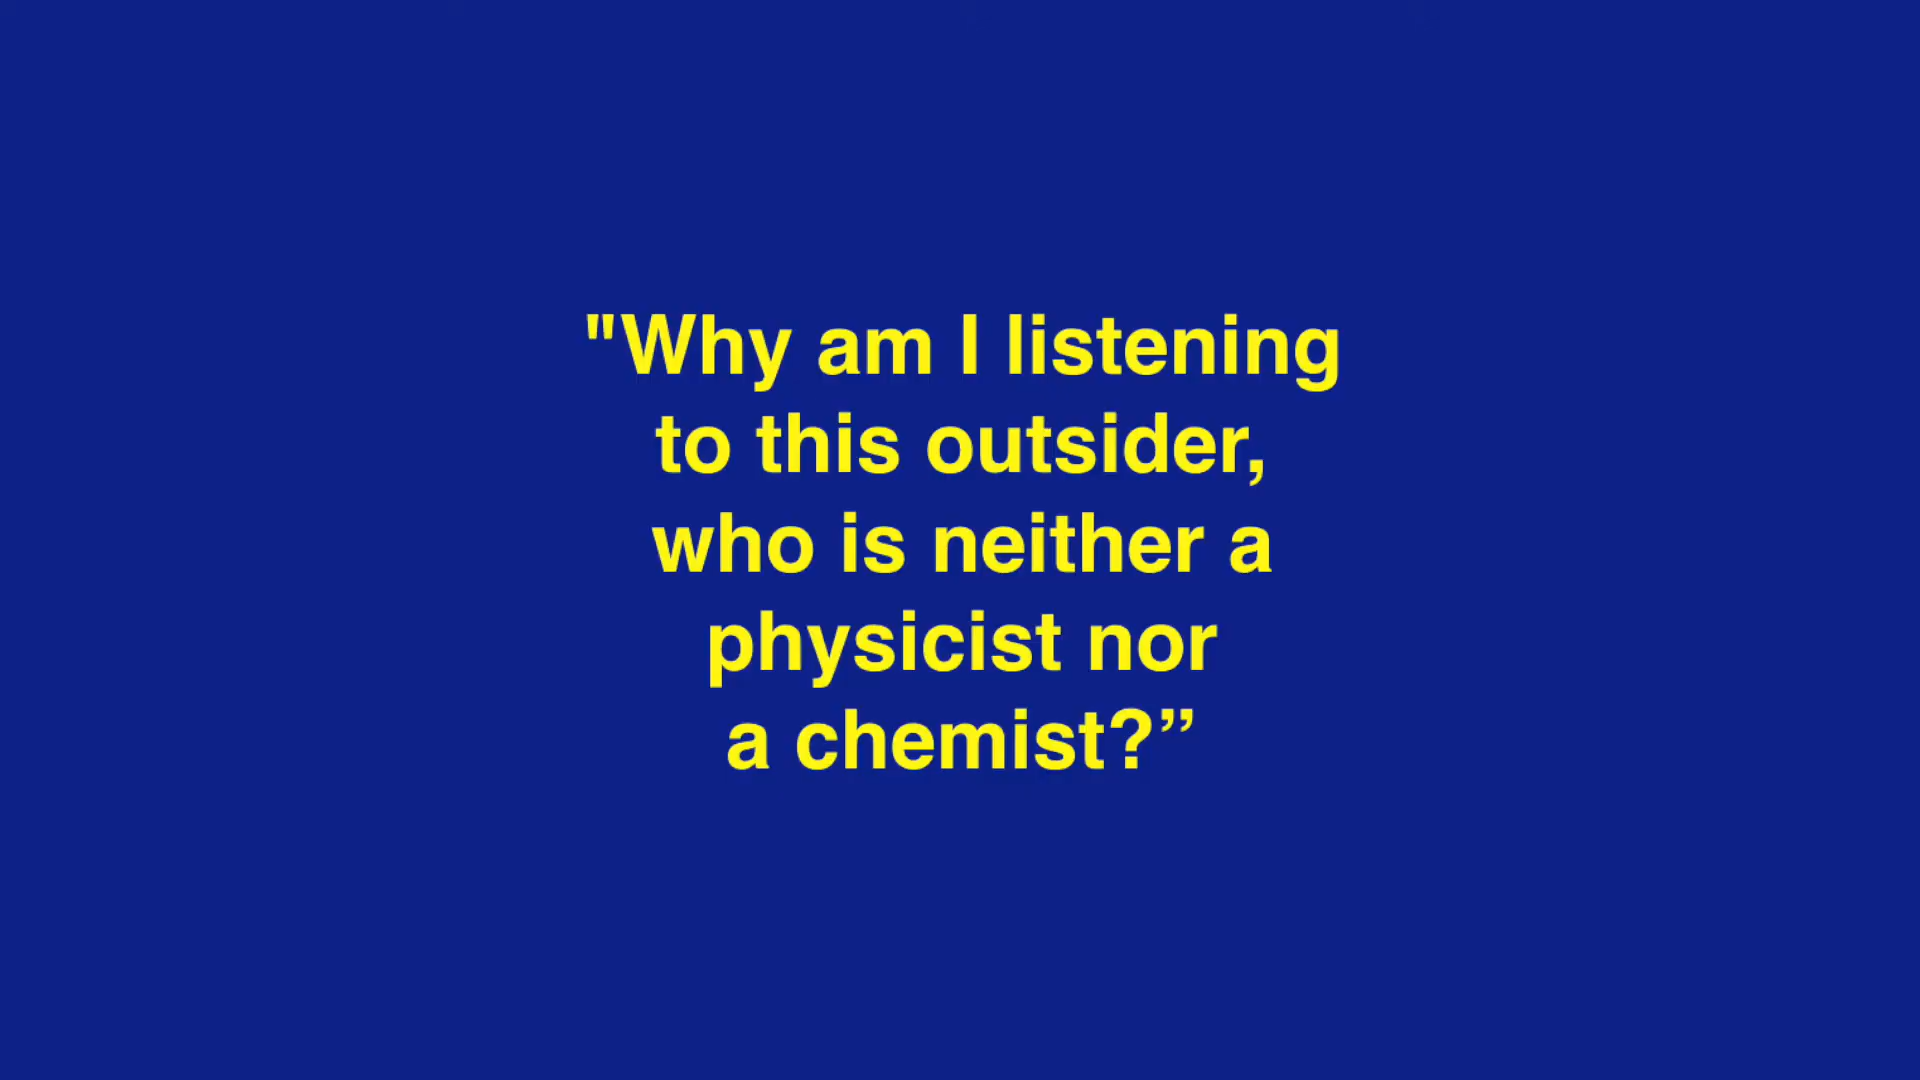 "Why am I listening
to this outsider,
who is neither a
physicist nor
a chemist?”